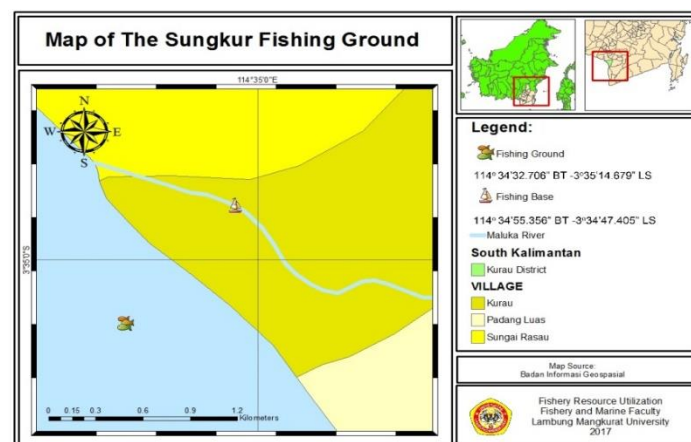 Map of The Sungkur Fishing Ground
114°35'0"E
N
W E
S
3°35'0"S
0 0.15 0.3 0.6 0.9 1.2
Kilometers
Legend:
Fishing Ground
114° 34'32.706" BT -3°35'14.679" LS
Fishing Base
114° 34'55.356" BT -3°34'47.405" LS
Maluka River
South Kalimantan
Kurau District
VILLAGE
Kurau
Padang Luas
Sungai Rasau
Map Source:
Badan Informasi Geospasial
Fishery Resource Utilization
Fishery and Marine Faculty
Lambung Mangkurat University
2017